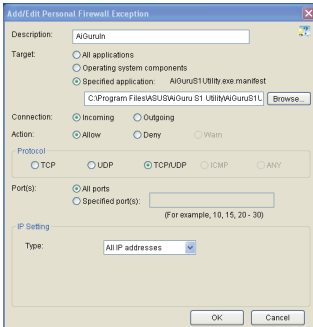 Add/Edit Personal Firewall Exception
Description: AiGuruIn
Target: All applications
Operating system components
Specified application: AiGuruS1Utility.exe.manifest
C:\Program Files\ASUS\AiGuru S1 Utility\AiGuruS1U Browse...
Connection: Incoming Outgoing
Action: Allow Deny Warn
Protocol
TCP UDP TCP/UDP ICMP ANY
Port(s): All ports
Specified port(s):
(For example, 10, 15, 20 - 30)
IP Setting
Type: All IP addresses
OK Cancel